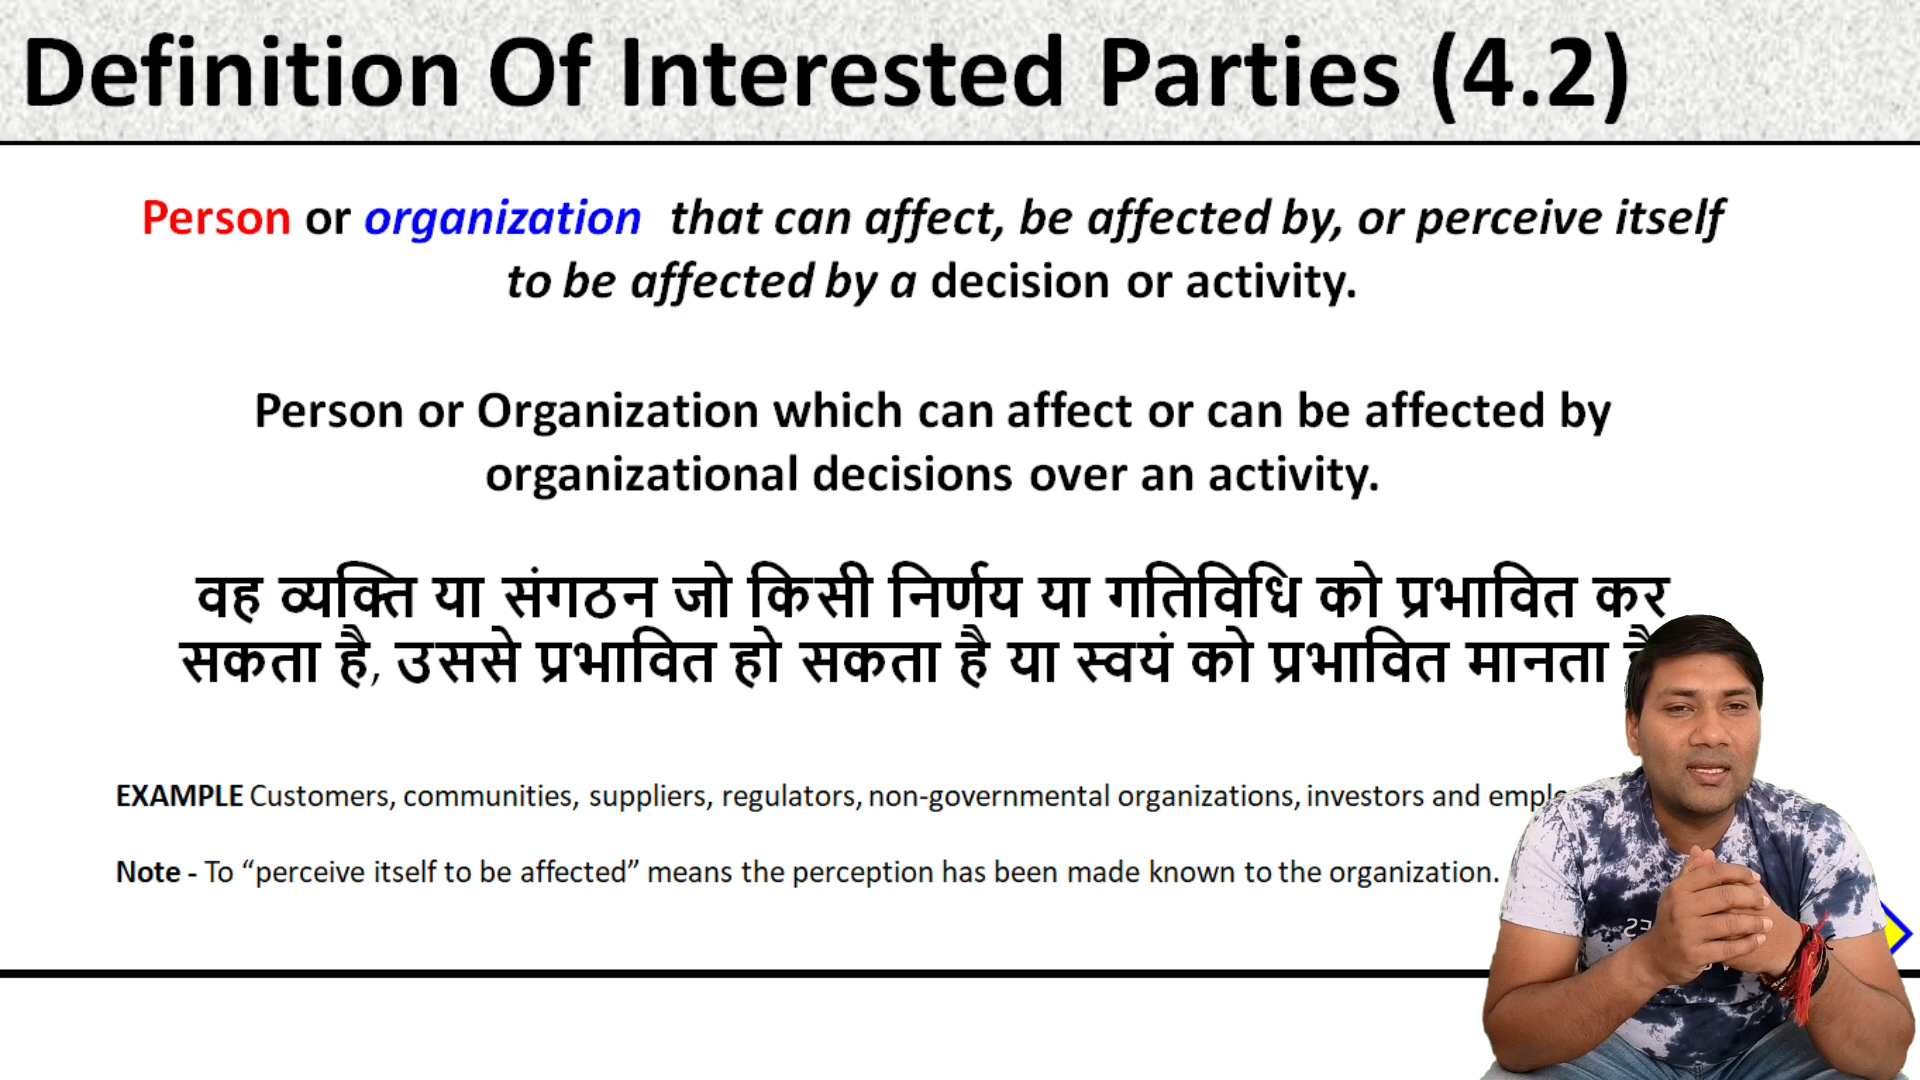 Definition Of Interested Parties (4.2)
Person or organization that can affect, be affected by, or perceive itself
to be affected by a decision or activity.
Person or Organization which can affect or can be affected by
organizational decisions over an activity.
वह व्यक्ति या संगठन जो किसी निर्णय या गतिविधि को प्रभावित कर
सकता है, उससे प्रभावित हो सकता है या स्वयं को प्रभावित मानता
EXAMPLE Customers, communities, suppliers, regulators, non-governmental organizations, investors and
Note - To “perceive itself to be affected” means the perception has been made known to the organization.